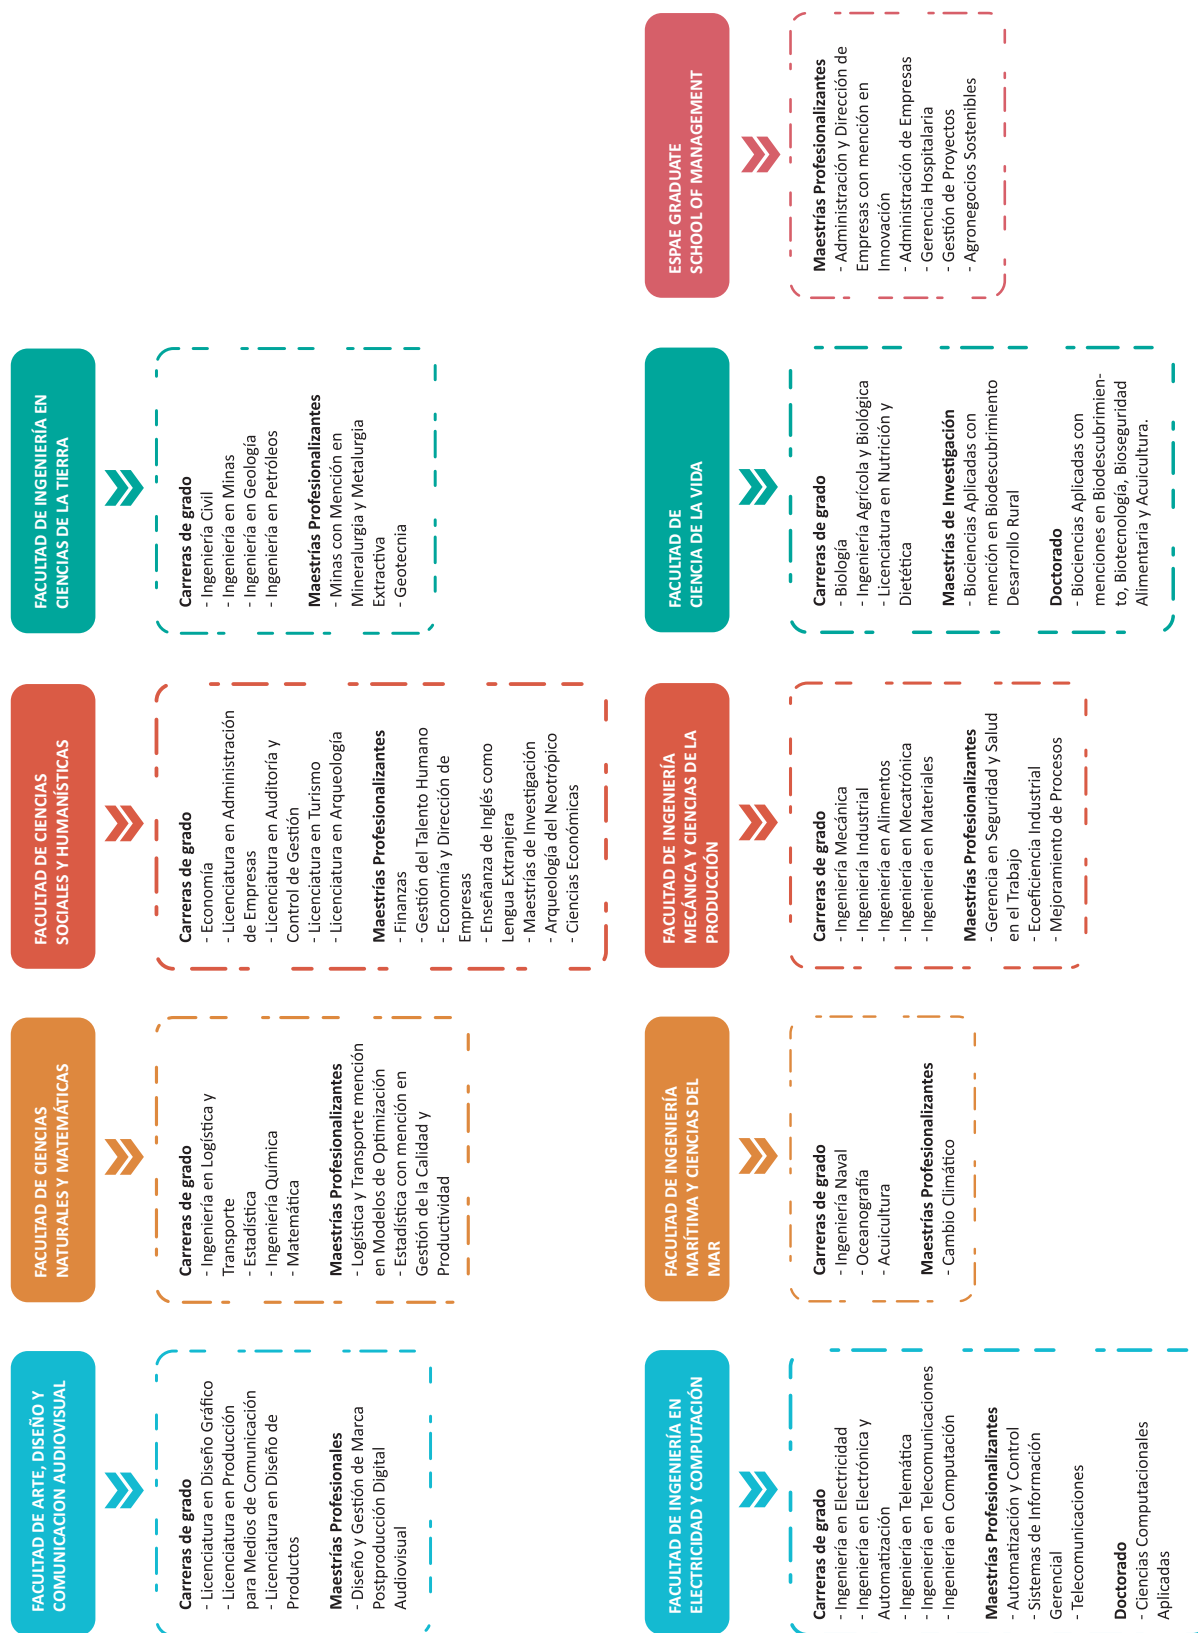 FACULTAD DE ARTE, DISEÑO Y
COMUNICACION AUDIOVISUAL
Carreras de grado
- Licenciatura en Diseño Gráfico
- Licenciatura en Producción
para Medios de Comunicación
- Licenciatura en Diseño de
Productos
Maestrías Profesionales
- Diseño y Gestión de Marca
Postproducción Digital
Audiovisual
FACULTAD DE CIENCIAS
NATURALES Y MATEMÁTICAS
Carreras de grado
- Ingeniería en Logística y
Transporte
- Estadística
- Ingeniería Química
- Matemática
Maestrías Profesionalizantes
- Logística y Transporte mención
en Modelos de Optimización
- Estadística con mención en
Gestión de la Calidad y
Productividad
FACULTAD DE CIENCIAS
SOCIALES Y HUMANÍSTICAS
Carreras de grado
- Economía
- Licenciatura en Administración
de Empresas
- Licenciatura en Auditoría y
Control de Gestión
- Licenciatura en Turismo
- Licenciatura en Arqueología
Maestrías Profesionalizantes
- Finanzas
- Gestión del Talento Humano
- Economía y Dirección de
Empresas
- Enseñanza de Inglés como
Lengua Extranjera
- Maestrías de Investigación
- Arqueología del Neotrópico
- Ciencias Económicas
FACULTAD DE INGENIERÍA EN
CIENCIAS DE LA TIERRA
Carreras de grado
- Ingeniería Civil
- Ingeniería en Minas
- Ingeniería en Geología
- Ingeniería en Petróleos
Maestrías Profesionalizantes
- Minas con Mención en
Mineralurgia y Metalurgia
Extractiva
- Geotecnia
FACULTAD DE INGENIERÍA EN
ELECTRICIDAD Y COMPUTACIÓN
Carreras de grado
- Ingeniería en Electricidad
- Ingeniería en Electrónica y
Automatización
- Ingeniería en Telemática
- Ingeniería en Telecomunicaciones
- Ingeniería en Computación
Maestrías Profesionalizantes
- Automatización y Control
- Sistemas de Información
Gerencial
- Telecomunicaciones
Doctorado
- Ciencias Computacionales
Aplicadas
FACULTAD DE INGENIERÍA
MARÍTIMA Y CIENCIAS DEL
MAR
Carreras de grado
- Ingeniería Naval
- Oceanografía
- Acuicultura
Maestrías Profesionalizantes
- Cambio Climático
FACULTAD DE INGENIERÍA
MECÁNICA Y CIENCIAS DE LA
PRODUCCIÓN
Carreras de grado
- Ingeniería Mecánica
- Ingeniería Industrial
- Ingeniería en Alimentos
- Ingeniería en Mecatrónica
- Ingeniería en Materiales
Maestrías Profesionalizantes
- Gerencia en Seguridad y Salud
en el Trabajo
- Ecoeficiencia Industrial
- Mejoramiento de Procesos
FACULTAD DE
CIENCIA DE LA VIDA
Carreras de grado
- Biología
- Ingeniería Agrícola y Biológica
- Licenciatura en Nutrición y
Dietética
Maestrías de Investigación
- Biociencias Aplicadas con
mención en Biodescubrimiento
Desarrollo Rural
Doctorado
- Biociencias Aplicadas con
menciones en Biodescubrimien-
to, Biotecnología, Bioseguridad
Alimentaria y Acuicultura.
ESPAE GRADUATE
SCHOOL OF MANAGEMENT
Maestrías Profesionalizantes
- Administración y Dirección de
Empresas con mención en
Innovación
- Administración de Empresas
- Gerencia Hospitalaria
- Gestión de Proyectos
- Agronegocios Sostenibles